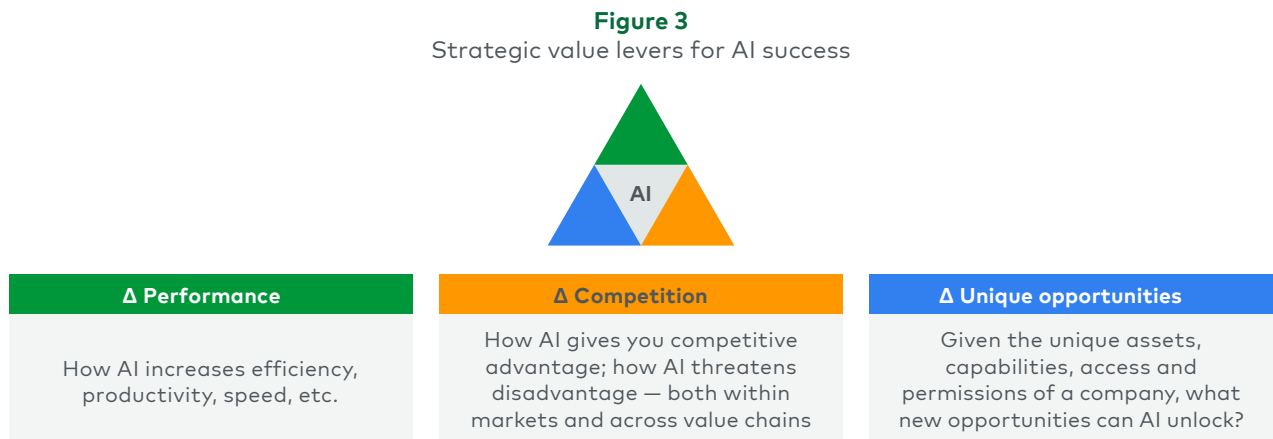 Figure 3
Strategic value levers for AI success
AI
Δ Performance
How AI increases efficiency,
productivity, speed, etc.
Δ Competition
How AI gives you competitive
advantage; how AI threatens
disadvantage — both within
markets and across value chains
Δ Unique opportunities
Given the unique assets,
capabilities, access and
permissions of a company, what
new opportunities can AI unlock?